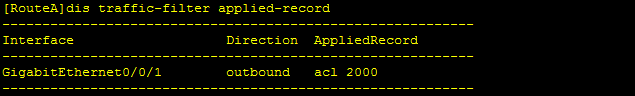 [RouteA]dis traffic-filter applied-record
-----------------------------------------------------------
Interface                   Direction  AppliedRecord
-----------------------------------------------------------
GigabitEthernet0/0/1        outbound   acl 2000
-----------------------------------------------------------